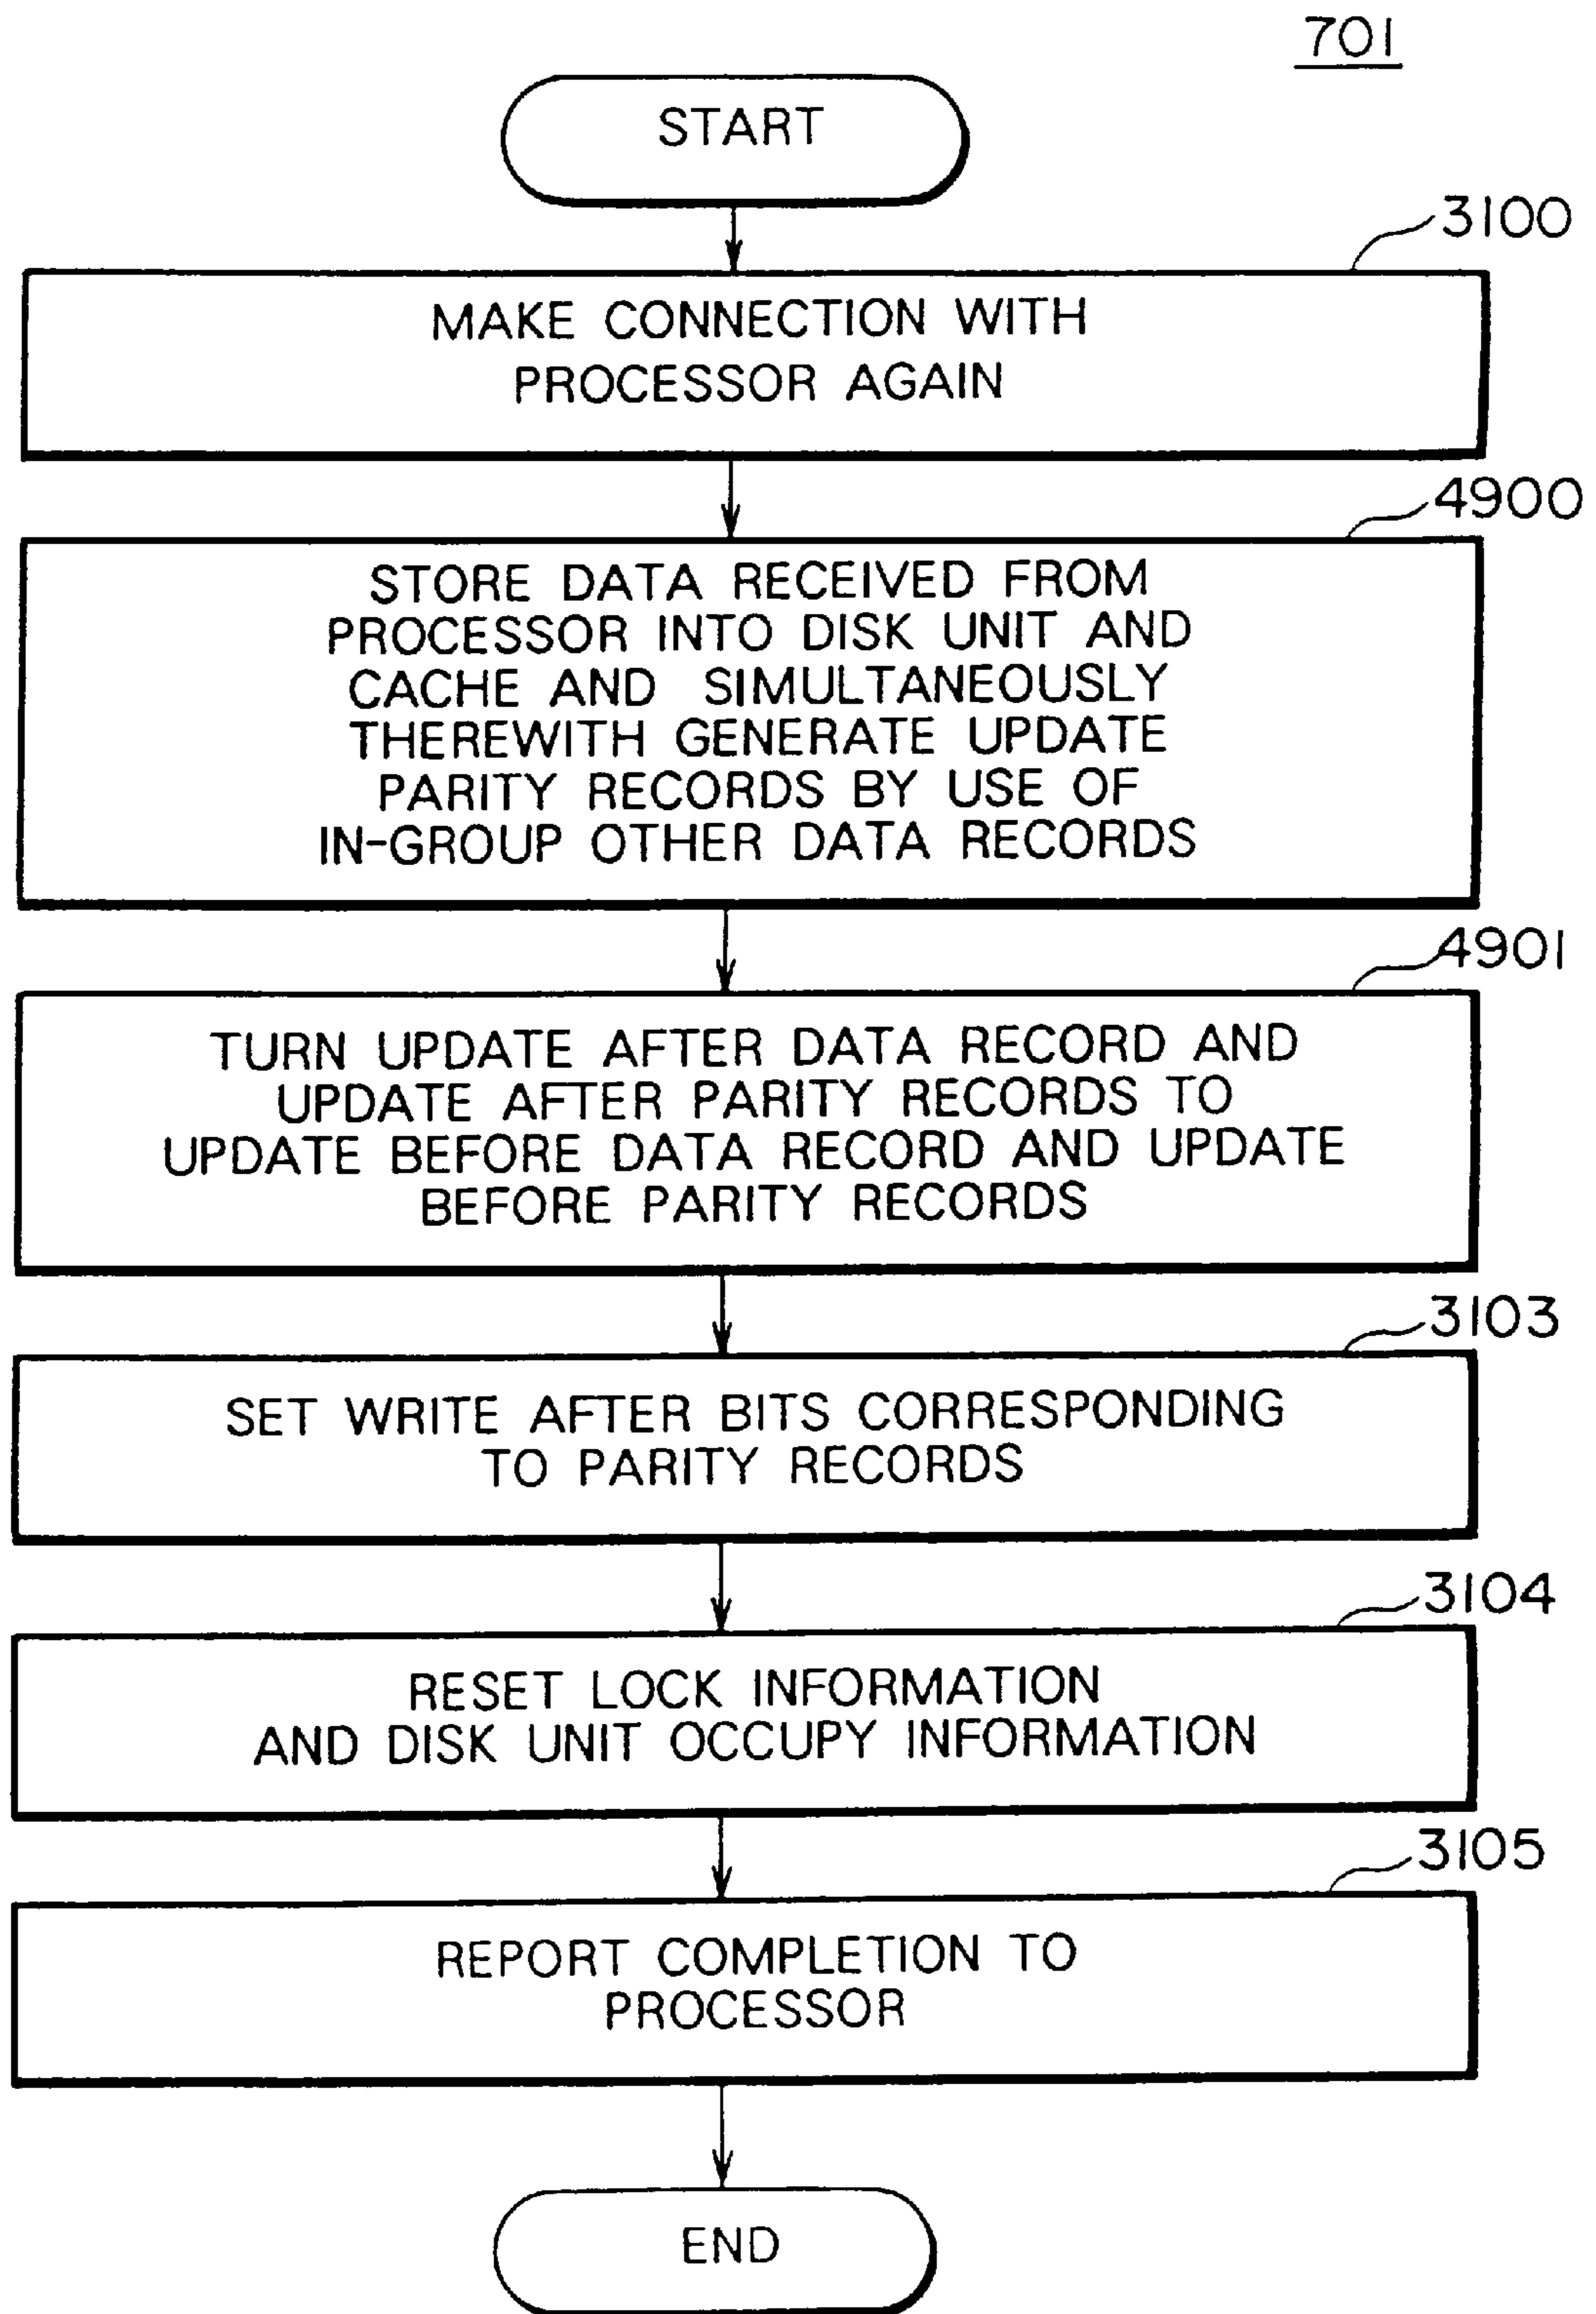 701
START
3100
MAKE CONNECTION WITH
PROCESSOR AGAIN
4900
STORE DATA RECEIVED FROM
PROCESSOR INTO DISK UNIT AND
CACHE AND SIMULTANEOUSLY
THEREWITH GENERATE UPDATE
PARITY RECORDS BY USE OF
IN-GROUP OTHER DATA RECORDS
4901
TURN UPDATE AFTER DATA RECORD AND
UPDATE AFTER PARITY RECORDS TO
UPDATE BEFORE DATA RECORD AND UPDATE
BEFORE PARITY RECORDS
3103
SET WRITE AFTER BITS CORRESPONDING
TO PARITY RECORDS
3104
RESET LOCK INFORMATION
AND DISK UNIT OCCUPY INFORMATION
3105
REPORT COMPLETION TO
PROCESSOR
END